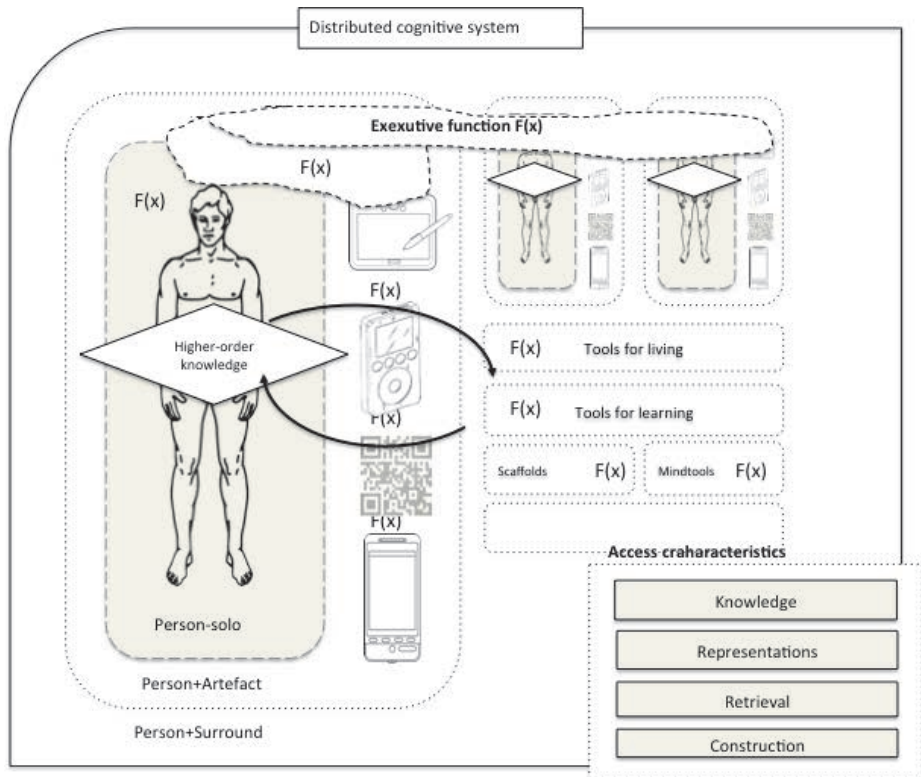 Distributed cognitive system
Exexutive function F(x)
F(x)
F(x)
F(x)
Higher-order
knowledge
F(x)
F(x)
F(x) Tools for living
F(x) Tools for learning
Scaffolds F(x) Mindtools F(x)
Person-solo
Person+Artefact
Person+Surround
Access craharacteristics
Knowledge
Representations
Retrieval
Construction